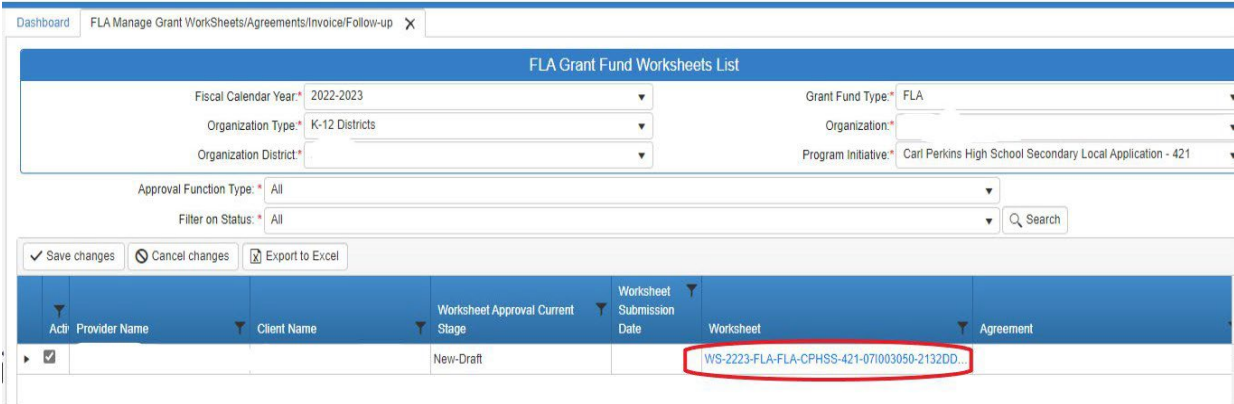 Dashboard FLA Manage Grant WorkSheets/Agreements/Invoice/Follow-up X
FLA Grant Fund Worksheets List
Fiscal Calendar Year:* 2022-2023 Grant Fund Type:* FLA
Organization Type:* K-12 Districts Organization:*
Organization District:* Program Initiative:* Carl Perkins High School Secondary Local Application - 421
Approval Function Type: * All
Filter on Status: * All Search
Save changes Cancel changes Export to Excel
Acti Provider Name Client Name Worksheet Approval Current Stage Worksheet Submission Date Worksheet Agreement
New-Draft WS-2223-FLA-FLA-CPHSS-421-07I003050-2132DD...